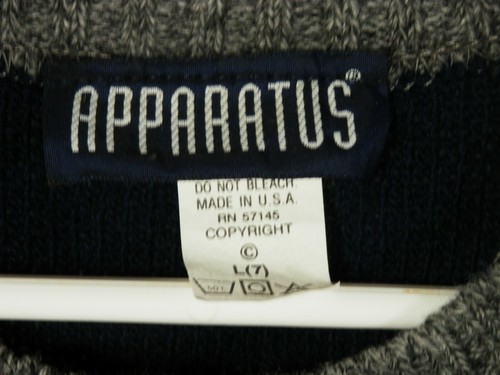 APPARATUS®
DO NOT BLEACH.
MADE IN U.S.A.
RN 57145
COPYRIGHT
©
L(7)